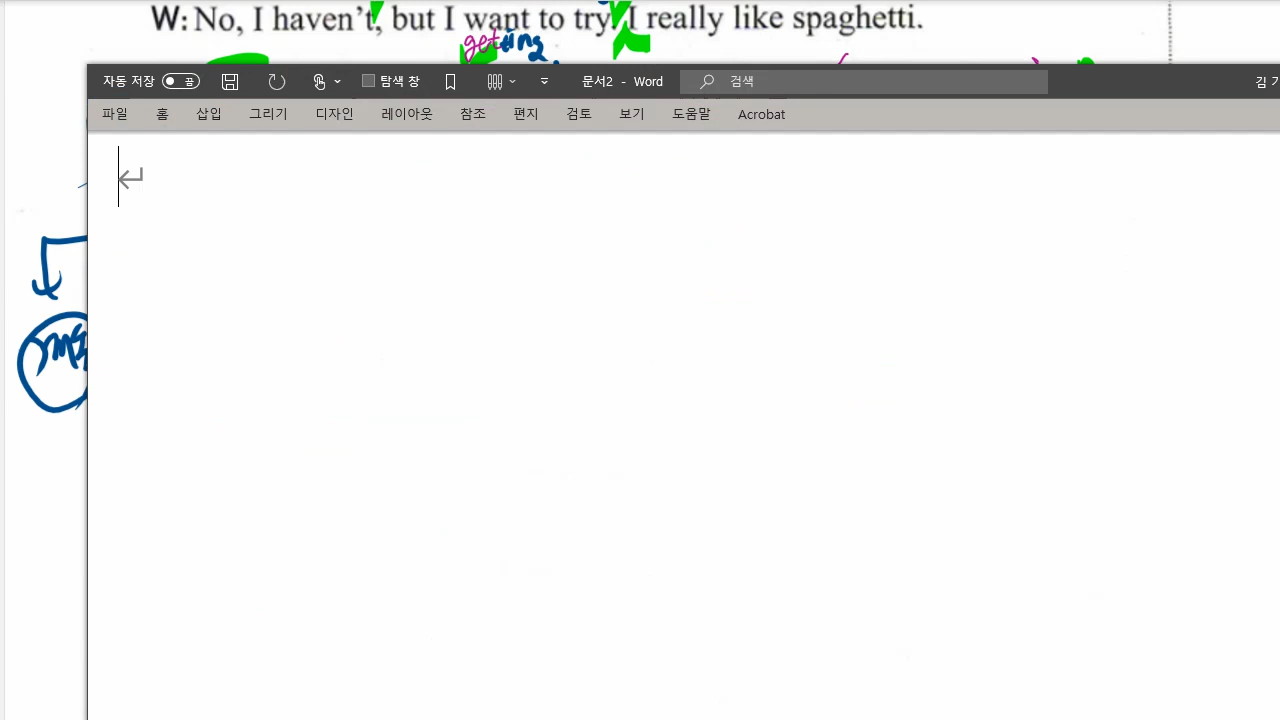 W: No, I haven't, but I want to try. I really like spaghetti.
getting
자동 저장 끔 탐색 창 문서2 - Word 검색 김
파일 홈 삽입 그리기 디자인 레이아웃 참조 편지 검토 보기 도움말 Acrobat